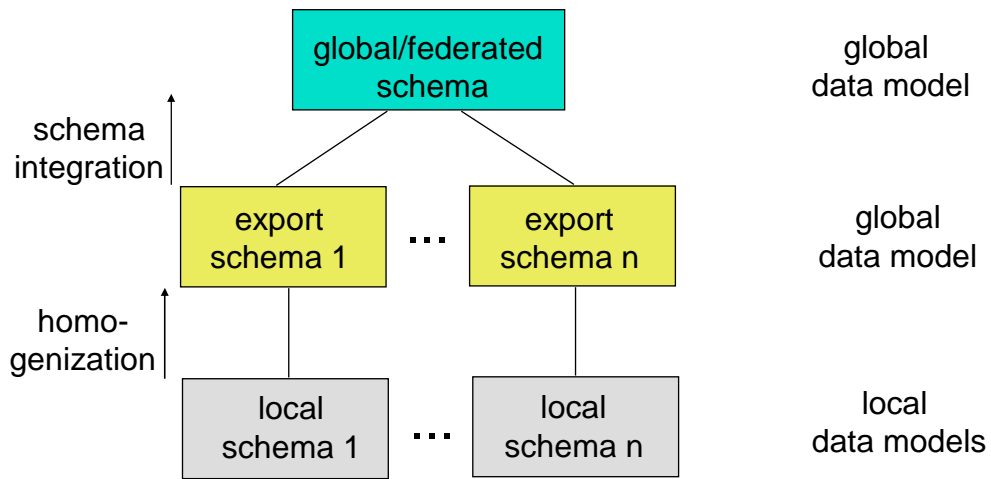 global/federated
schema
global
data model
schema
integration
export
schema 1
...
export
schema n
global
data model
homo-
genization
local
schema 1
...
local
schema n
local
data models